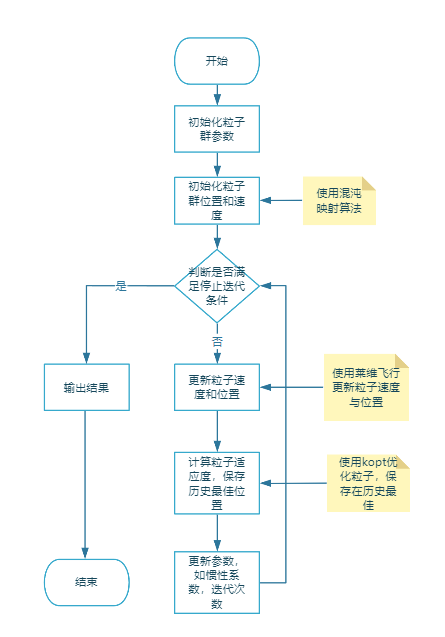 开始
初始化粒子
群参数
初始化粒子
群位置和速
度
使用混沌
映射算法
判断是否满
足停止迭代
条件
是
否
输出结果
更新粒子速
度和位置
使用莱维飞行
更新粒子速度
与位置
计算粒子适
应度，保存
历史最佳位
置
使用kopt优
化粒子，保
存在历史最
佳
更新参数，
如惯性系
数，迭代次
数
结束